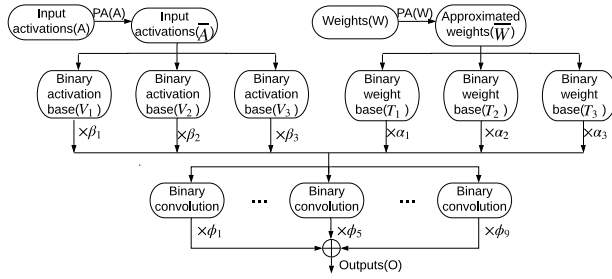 Input activations(A)
PA(A)
Input activations(A̅)
Weights(W)
PA(W)
Approximated weights(W̅)
Binary activation base(V₁)
Binary activation base(V₂)
Binary activation base(V₃)
Binary weight base(T₁)
Binary weight base(T₂)
Binary weight base(T₃)
×β₁
×β₂
×β₃
×α₁
×α₂
×α₃
Binary convolution
...
Binary convolution
...
Binary convolution
×ϕ₁
×ϕ₅
×ϕ₉
Outputs(O)